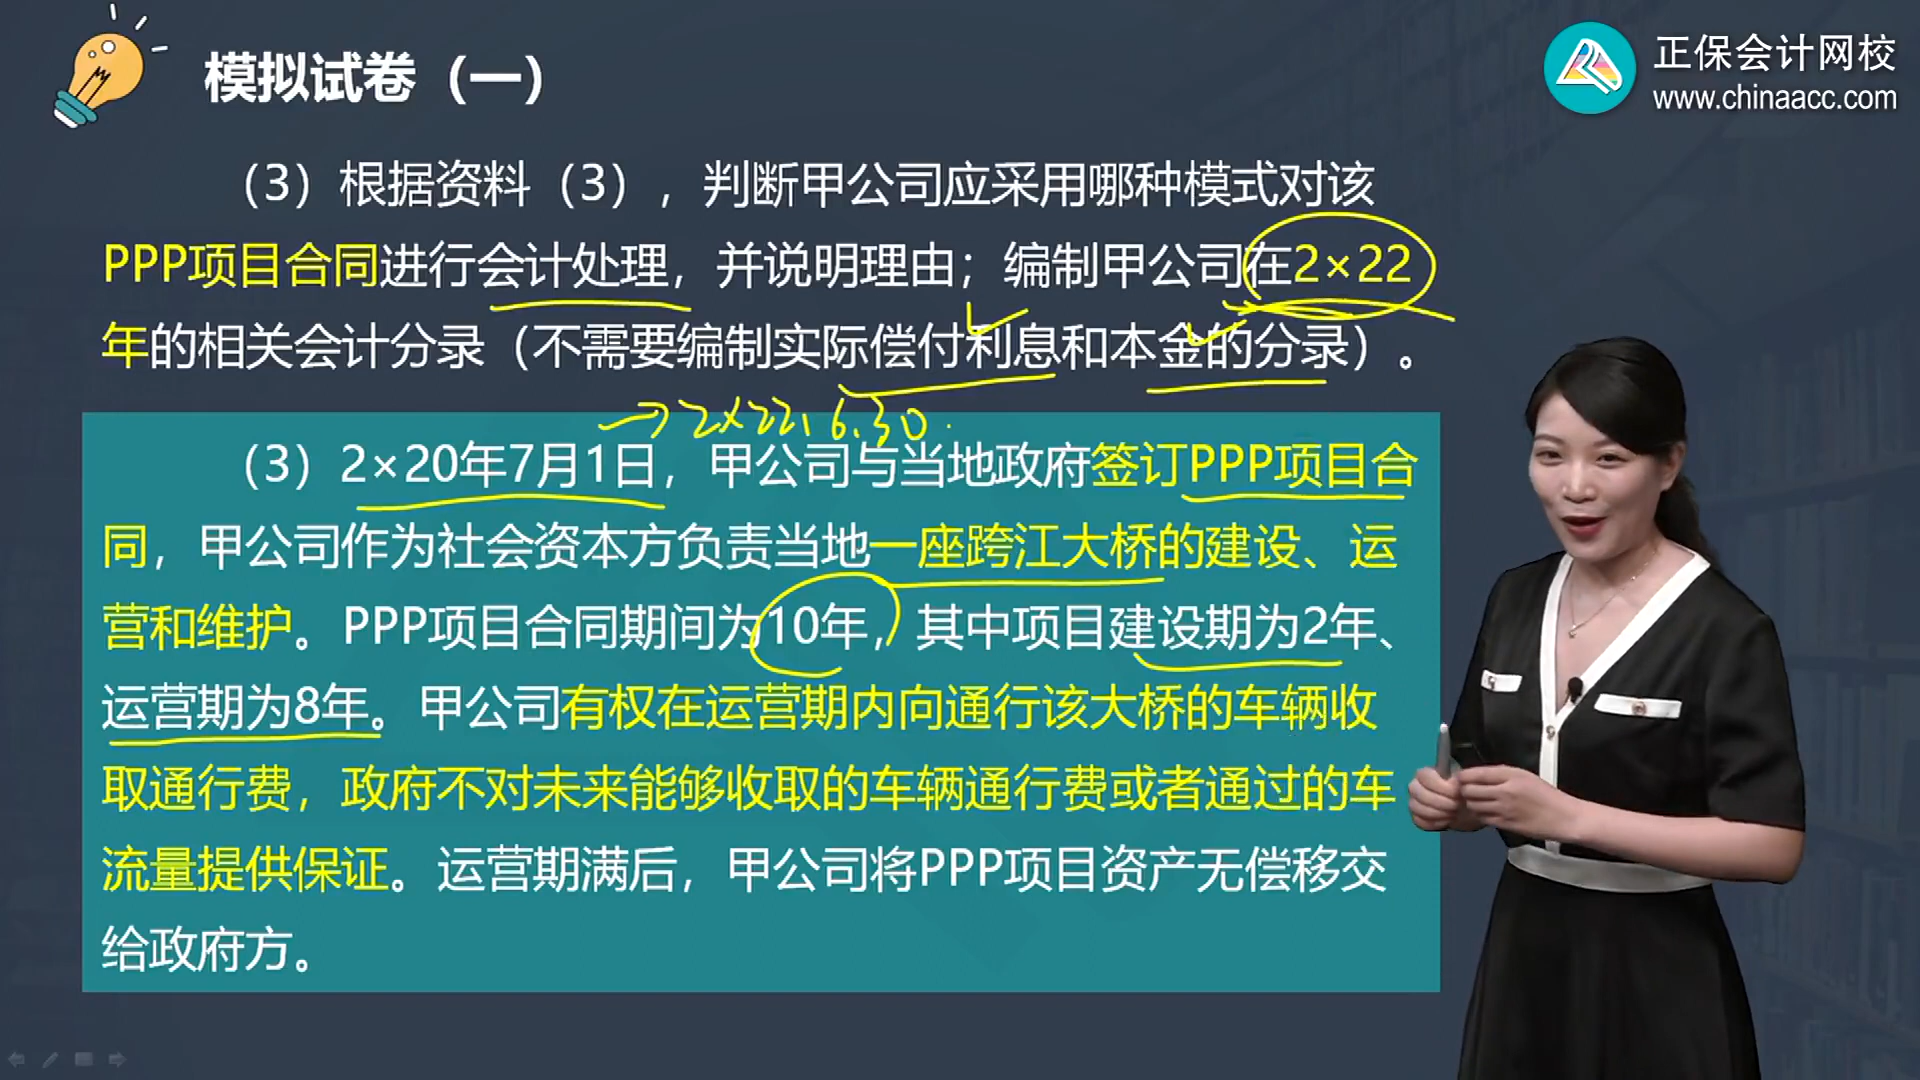 模拟试卷（一）
正保会计网校
www.chinaacc.com
（3）根据资料（3），判断甲公司应采用哪种模式对该
PPP项目合同进行会计处理，并说明理由；编制甲公司在2×22
年的相关会计分录（不需要编制实际偿付利息和本金的分录）。
→2×22.6.30
（3）2×20年7月1日，甲公司与当地政府签订PPP项目合
同，甲公司作为社会资本方负责当地一座跨江大桥的建设、运
营和维护。PPP项目合同期间为10年，其中项目建设期为2年、
运营期为8年。甲公司有权在运营期内向通行该大桥的车辆收
取通行费，政府不对未来能够收取的车辆通行费或者通过的车
流量提供保证。运营期满后，甲公司将PPP项目资产无偿移交
给政府方。